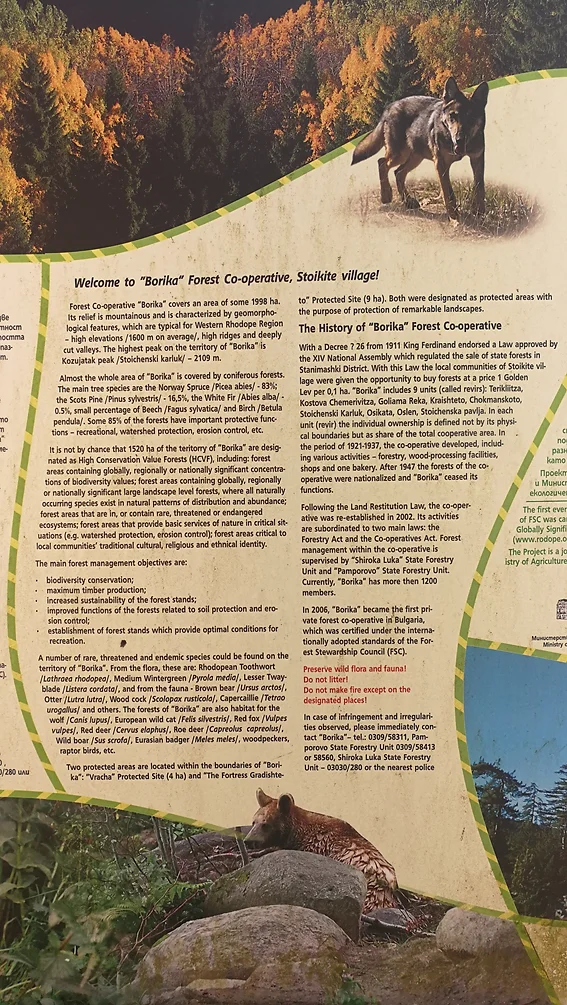 Welcome to "Borika" Forest Co-operative, Stoikite village!
Forest Co-operative "Borika" covers an area of some 1998 ha.
Its relief is mountainous and is characterized by geomorpho-
logical features, which are typical for Western Rhodope Region
- high elevations /1600 m on average/, high ridges and deeply
cut valleys. The highest peak on the territory of "Borika" is
Kozujatak peak /Stoichenski karluk/ – 2109 m.
Almost the whole area of "Borika" is covered by coniferous forests.
The main tree species are the Norway Spruce /Picea abies/ - 83%;
the Scots Pine /Pinus sylvestris/ - 16,5%, the White Fir /Abies alba/ -
0.5%, small percentage of Beech /Fagus sylvatica/ and Birch /Betula
pendula/. Some 85% of the forests have important protective func-
tions – recreational, watershed protection, erosion control, etc.
It is not by chance that 1520 ha of the teritory of "Borika" are desig-
nated as High Conservation Value Forests (HCVF), including: forest
areas containing globally, regionally or nationally significant concentra-
tions of biodiversity values; forest areas containing globally, regionally
or nationally significant large landscape level forests, where all naturally
occurring species exist in natural patterns of distribution and abundance;
forest areas that are in, or contain rare, threatened or endangered
ecosystems; forest areas that provide basic services of nature in critical sit-
uations (e.g. watershed protection, erosion control); forest areas critical to
local communities' traditional cultural, religious and ethnical identity.
The main forest management objectives are:
• biodiversity conservation;
• maximum timber production;
• increased sustainability of the forest stands;
• improved functions of the forests related to soil protection and ero-
sion control;
• establishment of forest stands which provide optimal conditions for
recreation.
A number of rare, threatened and endemic species could be found on the
territory of "Borika". From the flora, these are: Rhodopean Toothwort
/Lathraea rhodopea/, Medium Wintergreen /Pyrola media/, Lesser Tway-
blade /Listera cordata/, and from the fauna - Brown bear /Ursus arctos/,
Otter /Lutra lutra/, Wood cock /Scolopax rusticola/, Capercaillie /Tetrao
urogallus/ and others. The forests of "Borika" are also habitat for the
wolf /Canis lupus/, European wild cat /Felis silvestris/, Red fox /Vulpes
vulpes/, Red deer /Cervus elaphus/, Roe deer /Capreolus capreolus/,
Wild boar /Sus scrofa/, Eurasian badger /Meles meles/, woodpeckers,
raptor birds, etc.
Two protected areas are located within the boundaries of "Bori-
ka": "Vracha" Protected Site (4 ha) and "The Fortress Gradishte-
to" Protected Site (9 ha). Both were designated as protected areas with
the purpose of protection of remarkable landscapes.
The History of "Borika" Forest Co-operative
With a Decree ? 26 from 1911 King Ferdinand endorsed a Law approved by
the XIV National Assembly which regulated the sale of state forests in
Stanimashki District. With this Law the local communities of Stoikite vil-
lage were given the opportunity to buy forests at a price 1 Golden
Lev per 0,1 ha. "Borika" includes 9 units (called revirs): Terikliitza,
Kostova Chemerivitza, Goliama Reka, Kraishteto, Chokmanskoto,
Stoichenski Karluk, Osikata, Oslen, Stoichenska pavlja. In each
unit (revir) the individual ownership is defined not by its physi-
cal boundaries but as share of the total cooperative area. In
the period of 1921-1937, the co-operative developed, includ-
ing various activities – forestry, wood-processing facilities,
shops and one bakery. After 1947 the forests of the co-
operative were nationalized and "Borika" ceased its
functions.
Following the Land Restitution Law, the co-oper-
ative was re-established in 2002. Its activities
are subordinated to two main laws: the
Forestry Act and the Co-operatives Act. Forest
management within the co-operative is
supervised by "Shiroka Luka" State Forestry
Unit and "Pamporovo" State Forestry Unit.
Currently, "Borika" has more then 1200
members.
In 2006, "Borika" became the first pri-
vate forest co-operative in Bulgaria,
which was certified under the interna-
tionally adopted standards of the For-
est Stewardship Council (FSC).
Preserve wild flora and fauna!
Do not litter!
Do not make fire except on the
designated places!
In case of infringement and irregulari-
ties observed, please immediately con-
tact "Borika"– tel.: 0309/58311, Pam-
porovo State Forestry Unit 0309/58413
or 58560, Shiroka Luka State Forestry
Unit – 03030/280 or the nearest police
The first ever
of FSC was car
Globally Signifi
(www.rodope.o
The Project is a jo
istry of Agriculture
Министерст
Ministry o